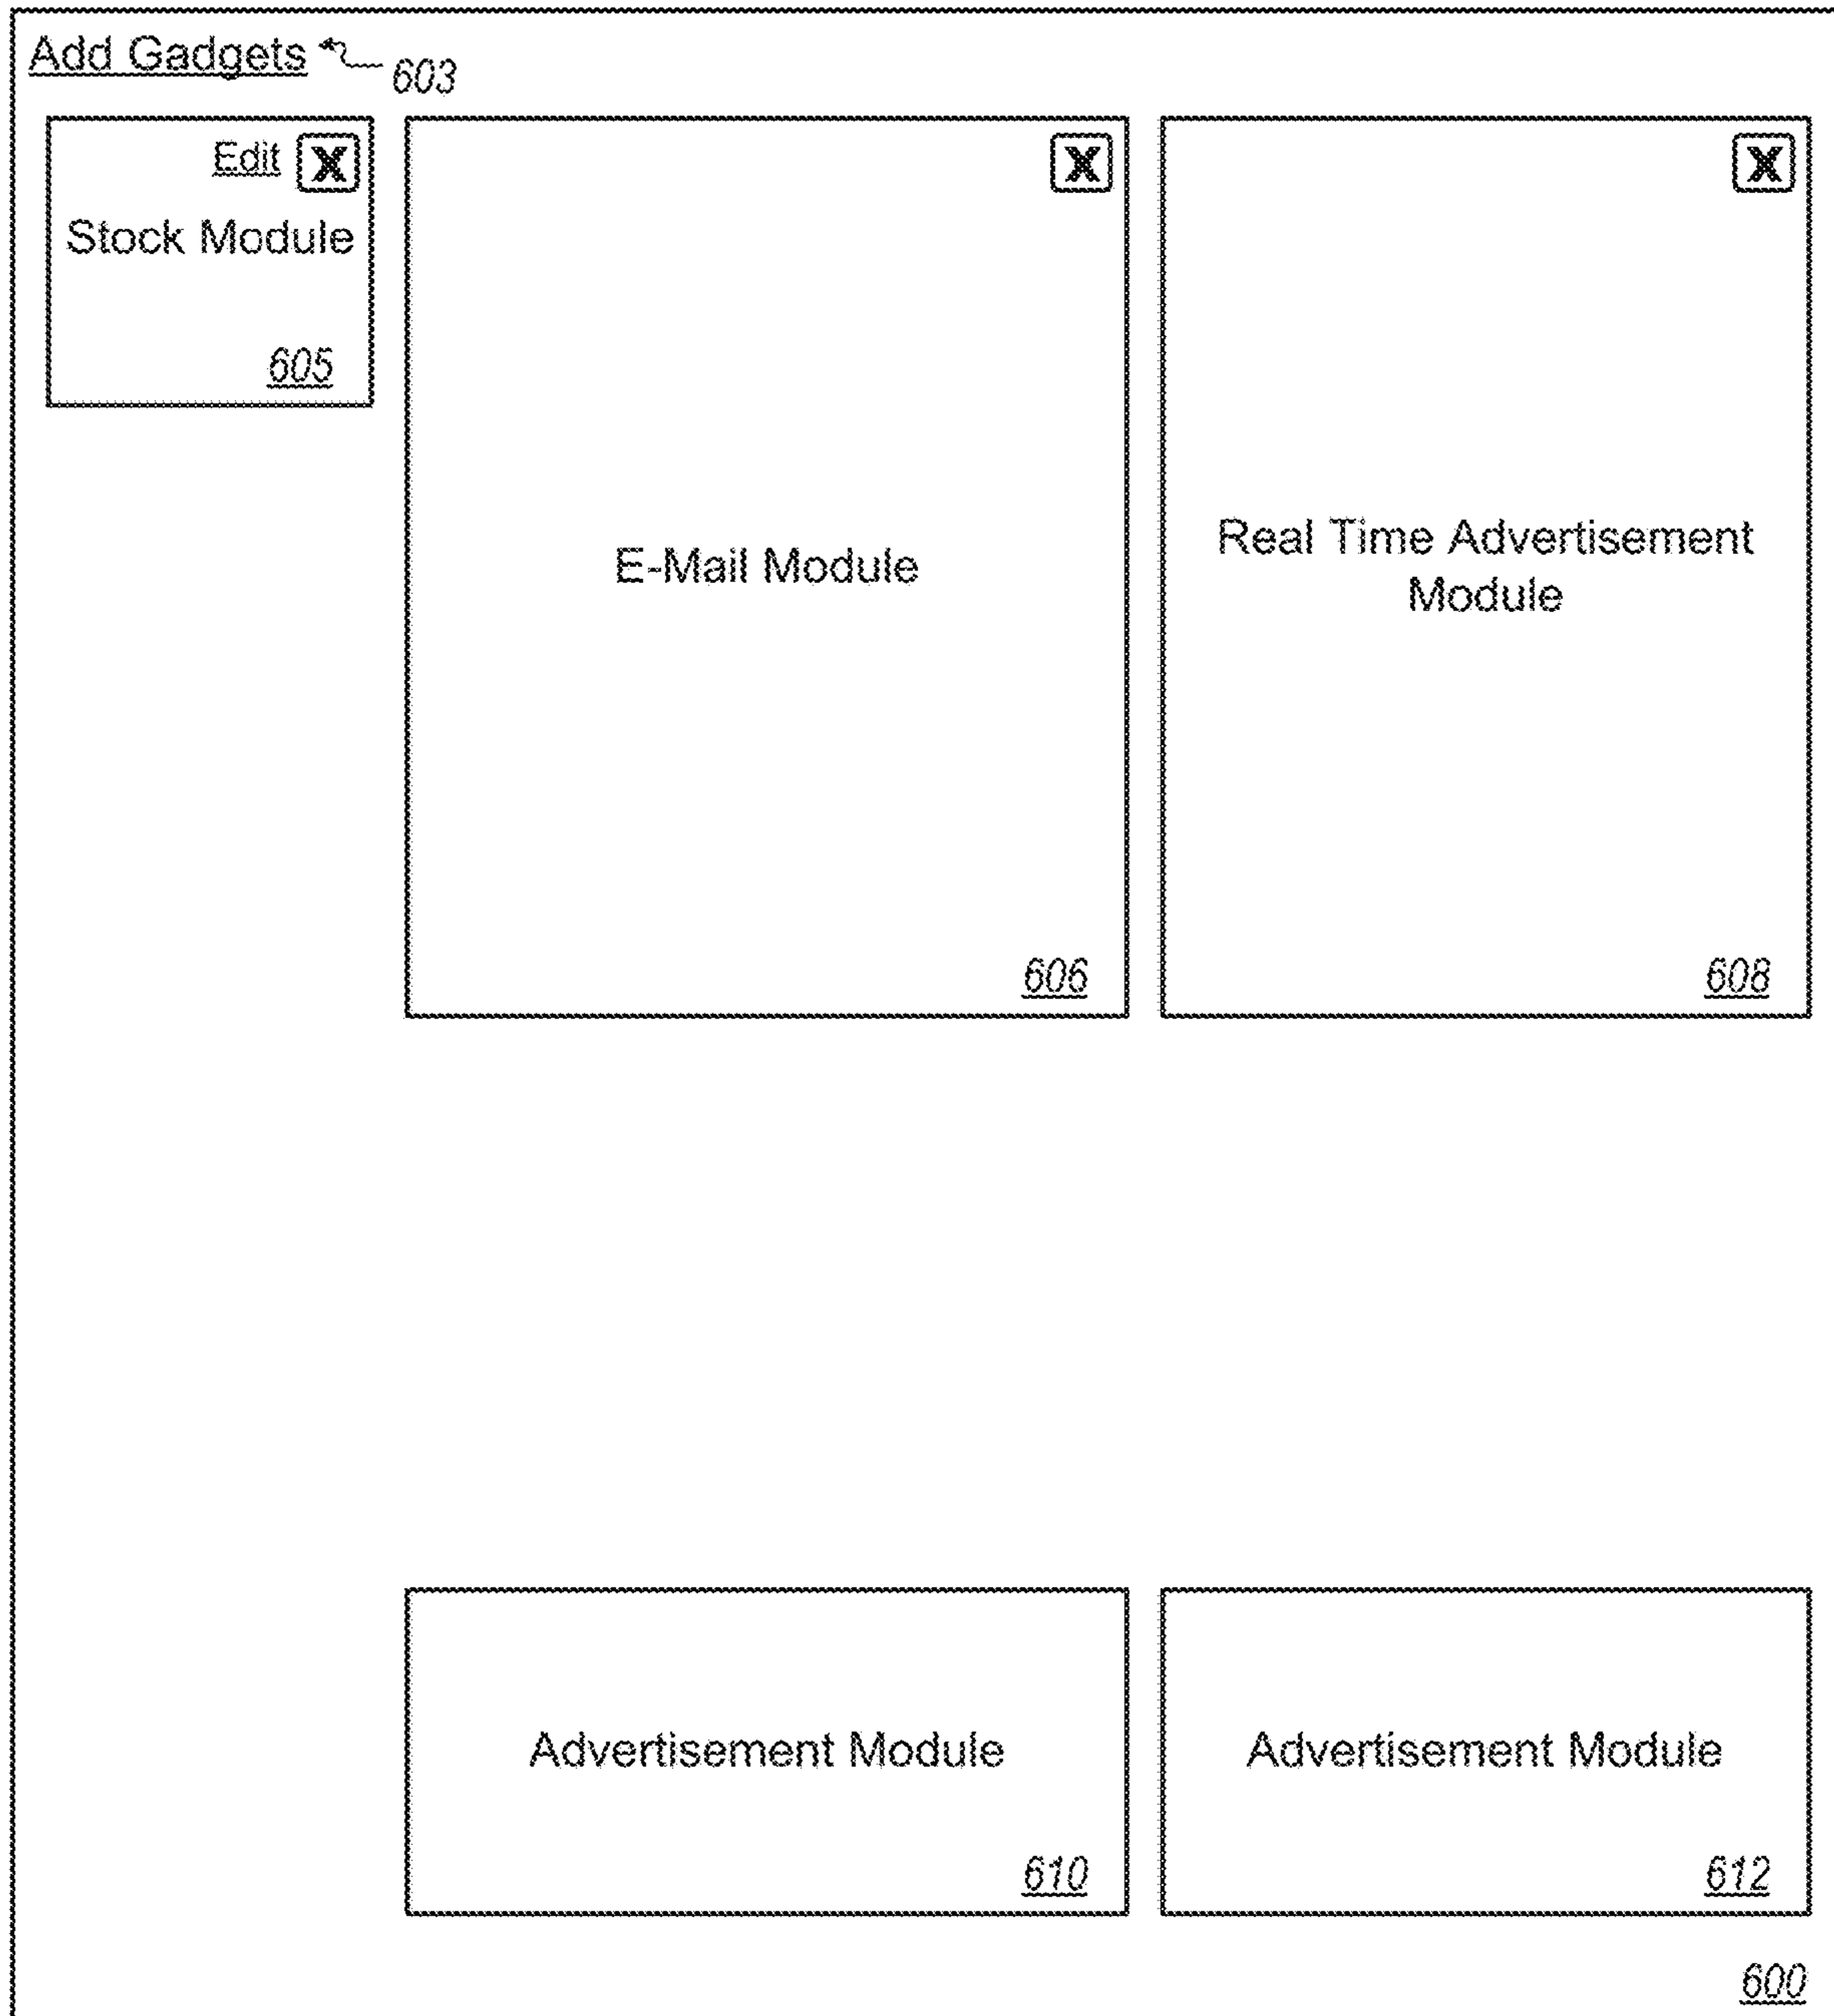 Add Gadgets 603
Edit X
Stock Module
605
X
E-Mail Module
606
X
Real Time Advertisement
Module
608
Advertisement Module
610
Advertisement Module
612
600